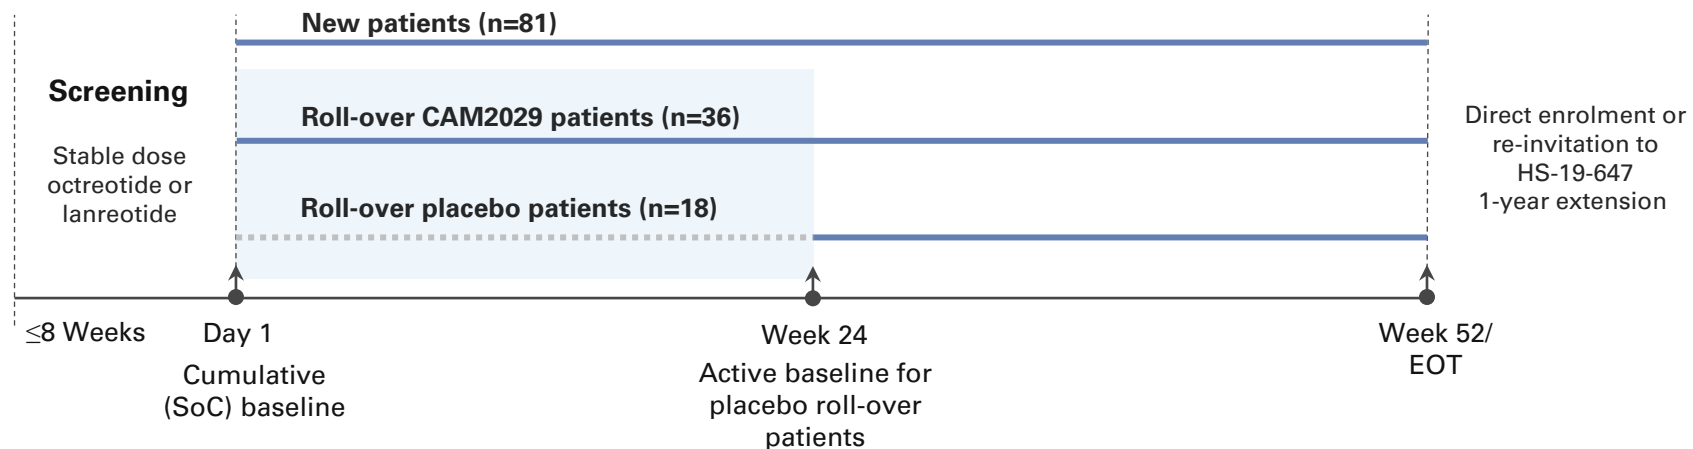 New patients (n=81)
Screening
Stable dose
octreotide or
lanreotide
Roll-over CAM2029 patients (n=36)
Roll-over placebo patients (n=18)
Direct enrolment or
re-invitation to
HS-19-647
1-year extension
≤8 Weeks
Day 1
Cumulative
(SoC) baseline
Week 24
Active baseline for
placebo roll-over
patients
Week 52/
EOT